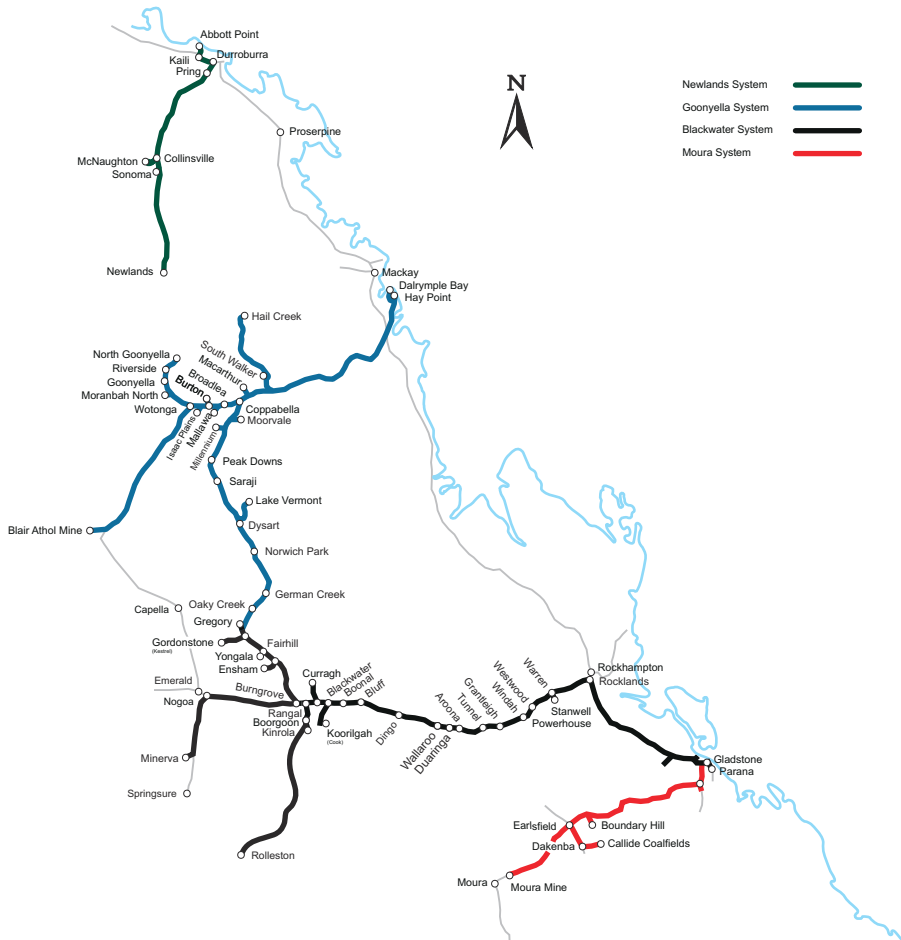 Abbott Point
Kaili
Durroburra
Pring
N
Newlands System
Goonyella System
Blackwater System
Moura System
Proserpine
McNaughton
Collinsville
Sonoma
Newlands
Mackay
Dalrymple Bay
Hay Point
Hail Creek
North Goonyella
Riverside
Goonyella
Moranbah North
Wotonga
South Walker
Macarthur
Broadlea
Burton
Coppabella
Moorvale
Isaac Plains
Mallawa
Millennium
Peak Downs
Saraji
Lake Vermont
Dysart
Blair Athol Mine
Norwich Park
German Creek
Oaky Creek
Capella
Gregory
Gordonstone
(Kestrel)
Fairhill
Yongala
Ensham
Emerald
Nogoa
Burngrove
Curragh
Blackwater
Boonal
Bluff
Rangal
Boorgoon
Kinrola
Koorilgah
(Cook)
Dingo
Wallaroo
Duaringa
Aroona
Tunnel
Grantleigh
Windah
Westwood
Warren
Rockhampton
Rocklands
Stanwell
Powerhouse
Minerva
Springsure
Rolleston
Gladstone
Parana
Earlsfield
Boundary Hill
Dakenba
Callide Coalfields
Moura
Moura Mine